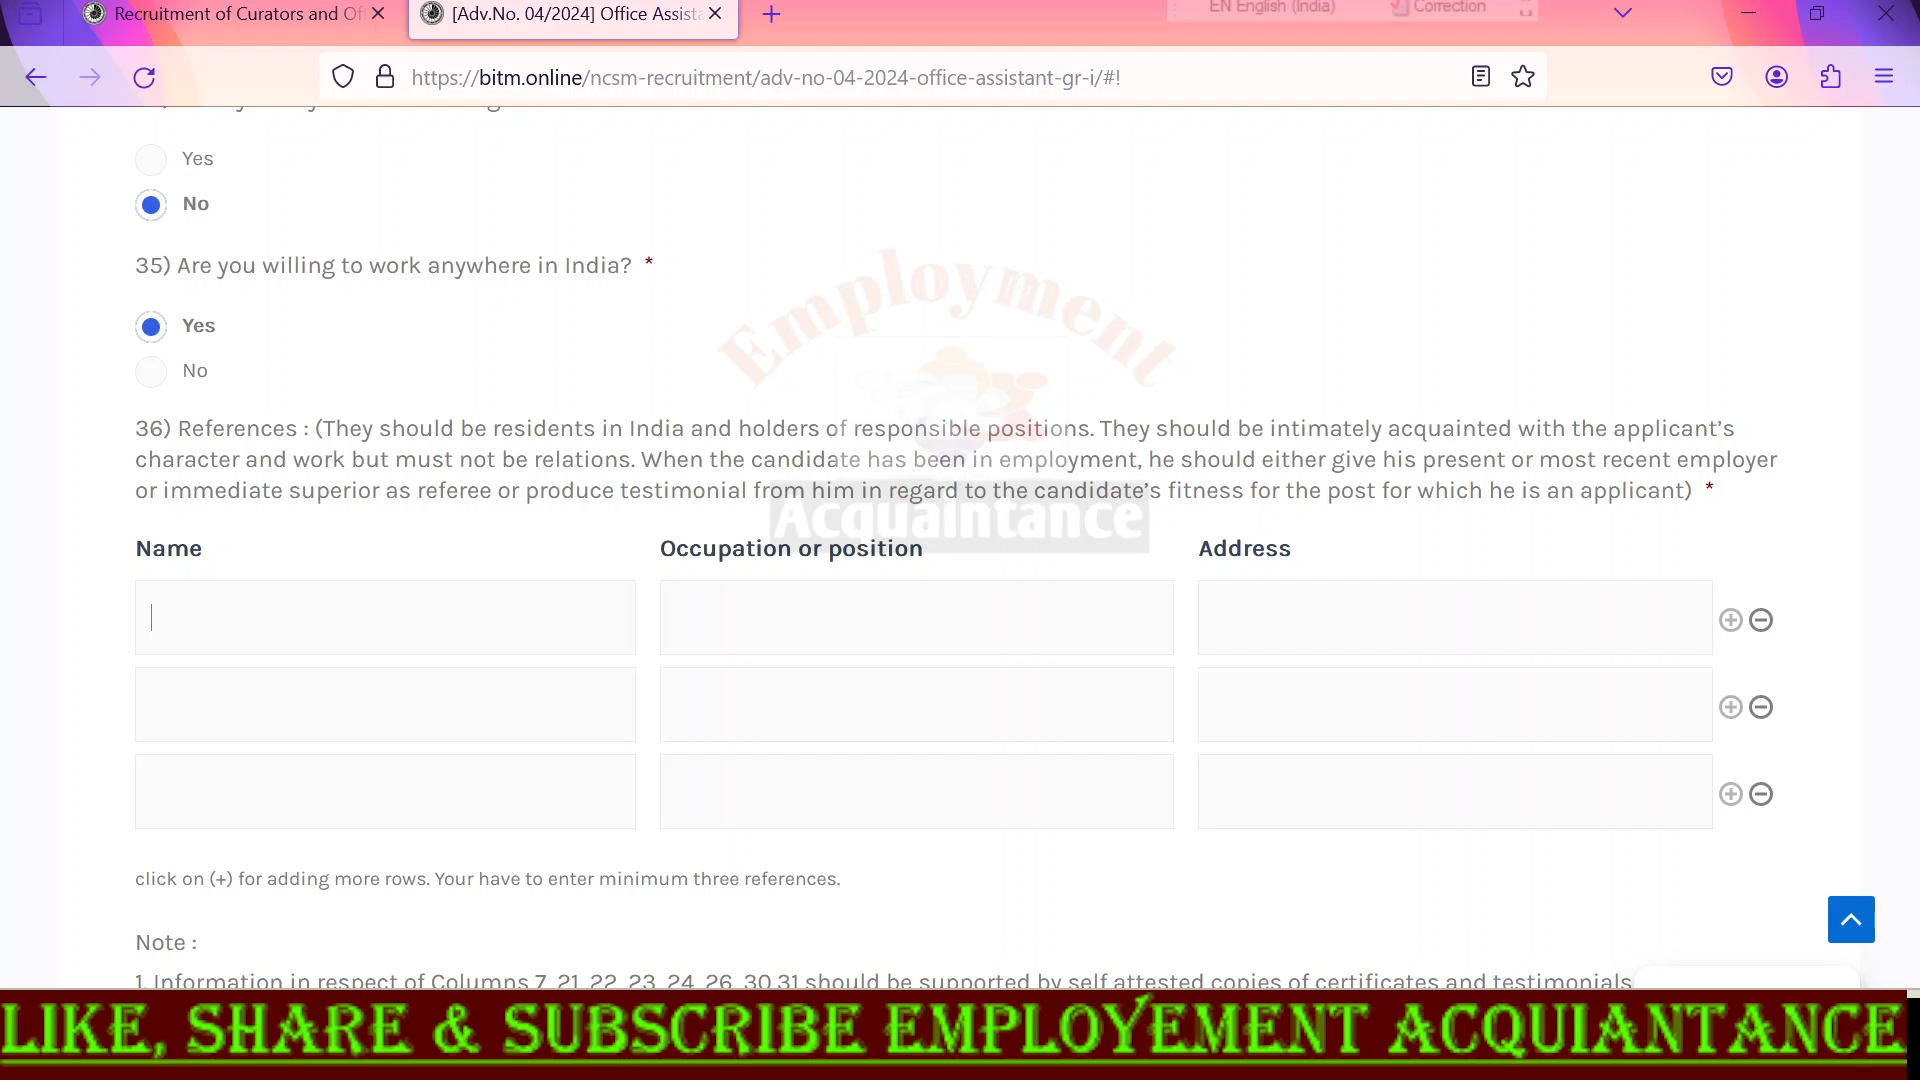 Recruitment of Curators and Of
[Adv.No. 04/2024] Office Assista
EN English (India)
Correction
https://bitm.online/ncsm-recruitment/adv-no-04-2024-office-assistant-gr-i/#!
Yes
No
35) Are you willing to work anywhere in India? *
Yes
No
Employment
Acquaintance
36) References : (They should be residents in India and holders of responsible positions. They should be intimately acquainted with the applicant’s
character and work but must not be relations. When the candidate has been in employment, he should either give his present or most recent employer
or immediate superior as referee or produce testimonial from him in regard to the candidate’s fitness for the post for which he is an applicant) *
Name Occupation or position Address
click on (+) for adding more rows. Your have to enter minimum three references.
Note :
1. Information in respect of Columns 7, 21, 22, 23, 24, 26, 30,31 should be supported by self attested copies of certificates and testimonials
LIKE, SHARE & SUBSCRIBE EMPLOYEMENT ACQUIANTANCE